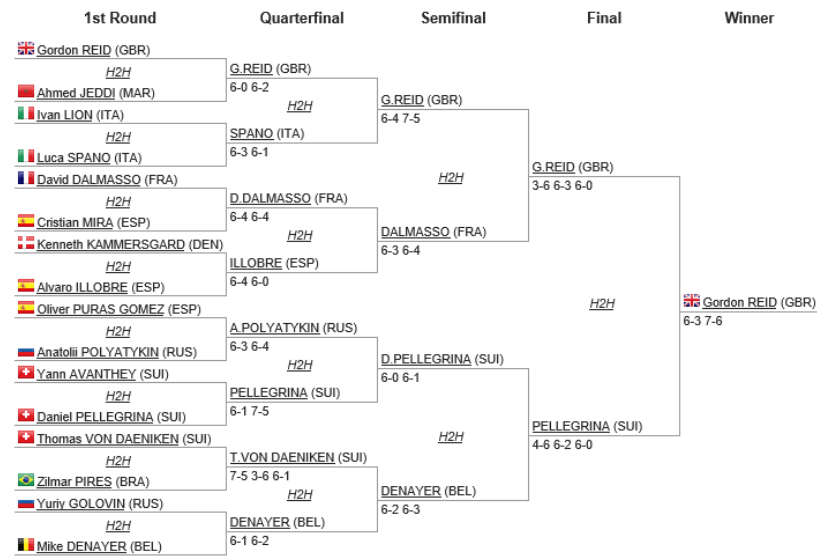 1st Round
Quarterfinal
Semifinal
Final
Winner
Gordon REID (GBR)
H2H
Ahmed JEDDI (MAR)
Ivan LION (ITA)
H2H
Luca SPANO (ITA)
David DALMASSO (FRA)
H2H
Cristian MIRA (ESP)
Kenneth KAMMERSGARD (DEN)
H2H
Alvaro ILLOBRE (ESP)
Oliver PURAS GOMEZ (ESP)
H2H
Anatolii POLYATYKIN (RUS)
Yann AVANTHEY (SUI)
H2H
Daniel PELLEGRINA (SUI)
Thomas VON DAENIKEN (SUI)
H2H
Zilmar PIRES (BRA)
Yuriy GOLOVIN (RUS)
H2H
Mike DENAYER (BEL)
G.REID (GBR)
6-0 6-2
H2H
SPANO (ITA)
6-3 6-1
D.DALMASSO (FRA)
6-4 6-4
H2H
ILLOBRE (ESP)
6-4 6-0
A.POLYATYKIN (RUS)
6-3 6-4
H2H
PELLEGRINA (SUI)
6-1 7-5
T.VON DAENIKEN (SUI)
7-5 3-6 6-1
H2H
DENAYER (BEL)
6-1 6-2
G.REID (GBR)
6-4 7-5
H2H
DALMASSO (FRA)
6-3 6-4
D.PELLEGRINA (SUI)
6-0 6-1
H2H
DENAYER (BEL)
6-2 6-3
G.REID (GBR)
3-6 6-3 6-0
H2H
PELLEGRINA (SUI)
4-6 6-2 6-0
Gordon REID (GBR)
6-3 7-6